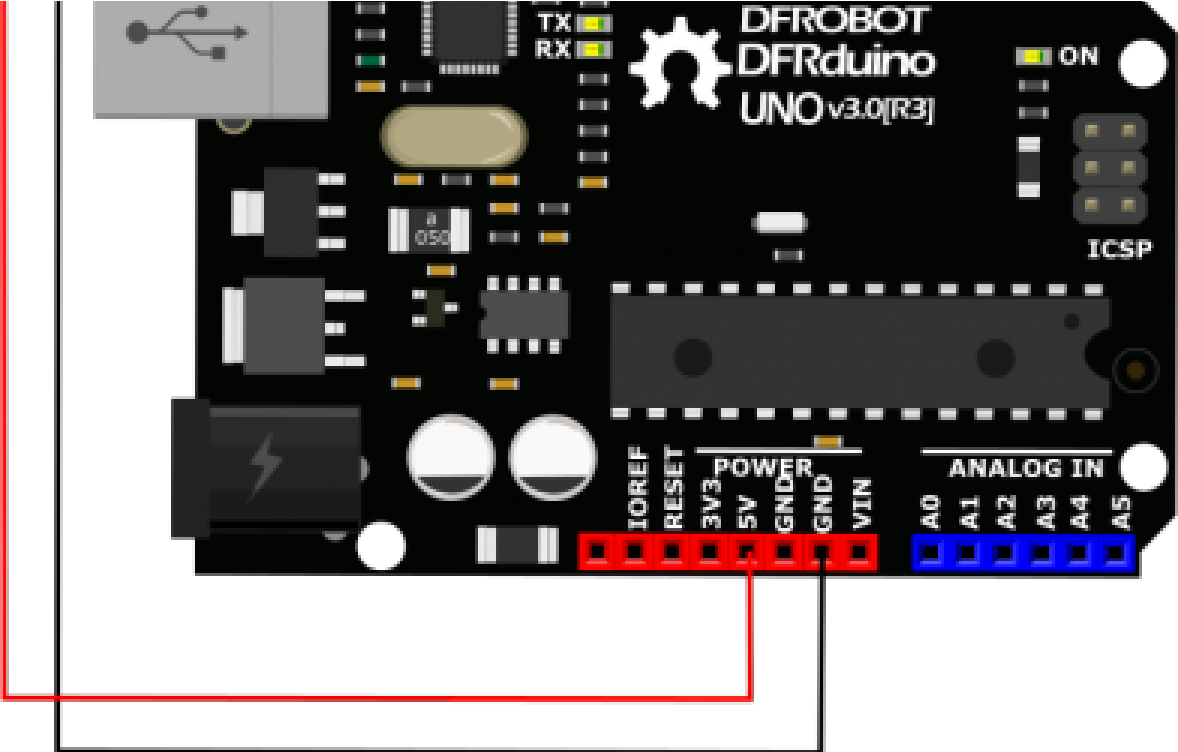 TX
RX
DFROBOT
DFRduino
UNO v3.0[R3]
ON
ICSP
a
050
POWER
ANALOG IN
IOREF
RESET
3V3
5V
GND
GND
VIN
A0
A1
A2
A3
A4
A5